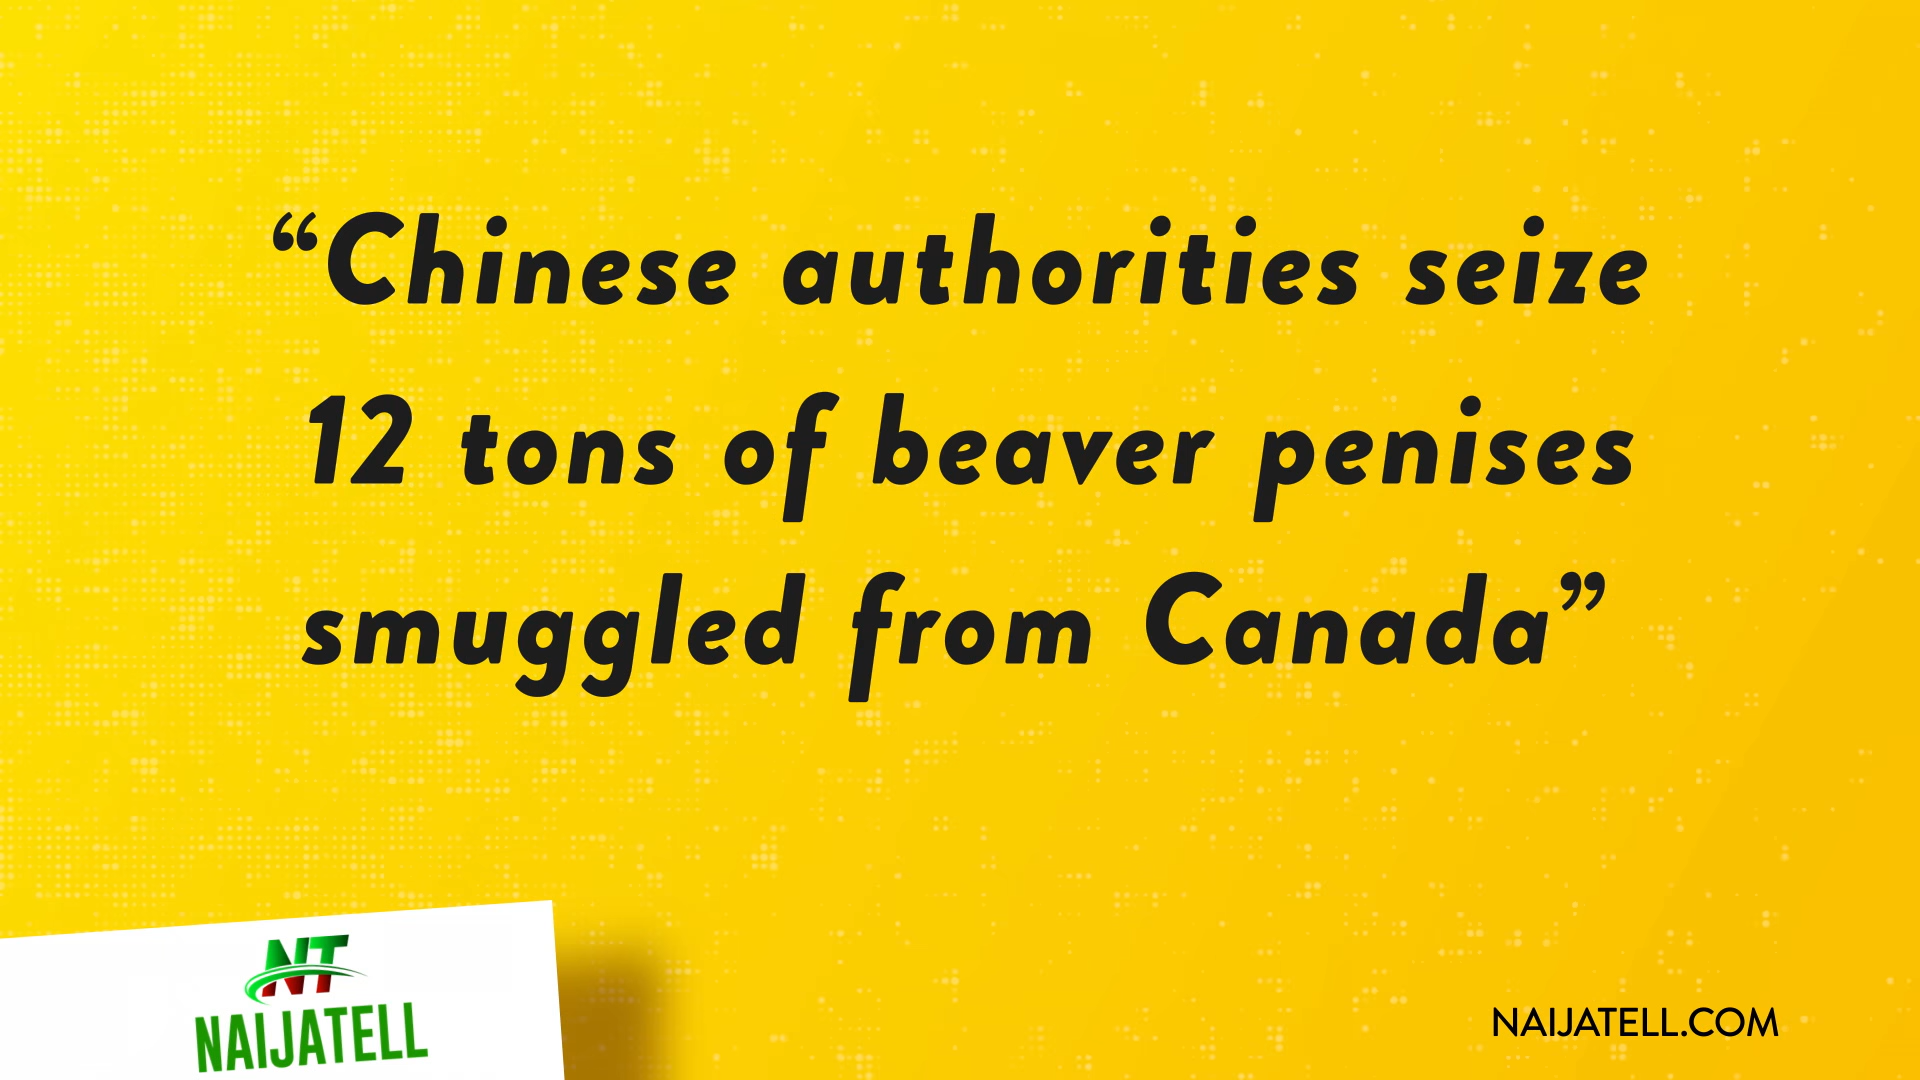 “Chinese authorities seize
12 tons of beaver penises
smuggled from Canada”
NT
NAIJATELL
NAIJATELL.COM